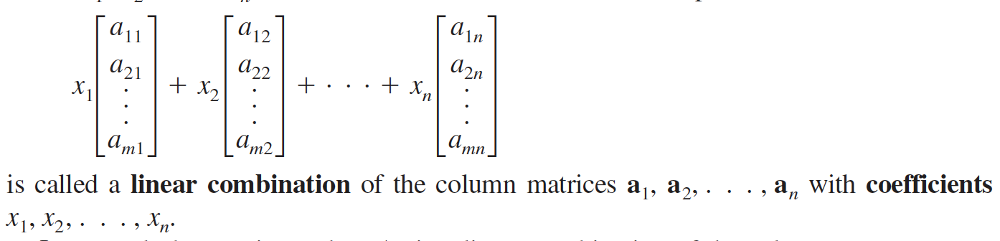 x₁ [a₁₁ a₂₁ ⋮ aₘ₁] + x₂ [a₁₂ a₂₂ ⋮ aₘ₂] + · · · + xₙ [a₁ₙ a₂ₙ ⋮ aₘₙ]
is called a linear combination of the column matrices a₁, a₂, . . . , aₙ with coefficients
x₁, x₂, . . . , xₙ.